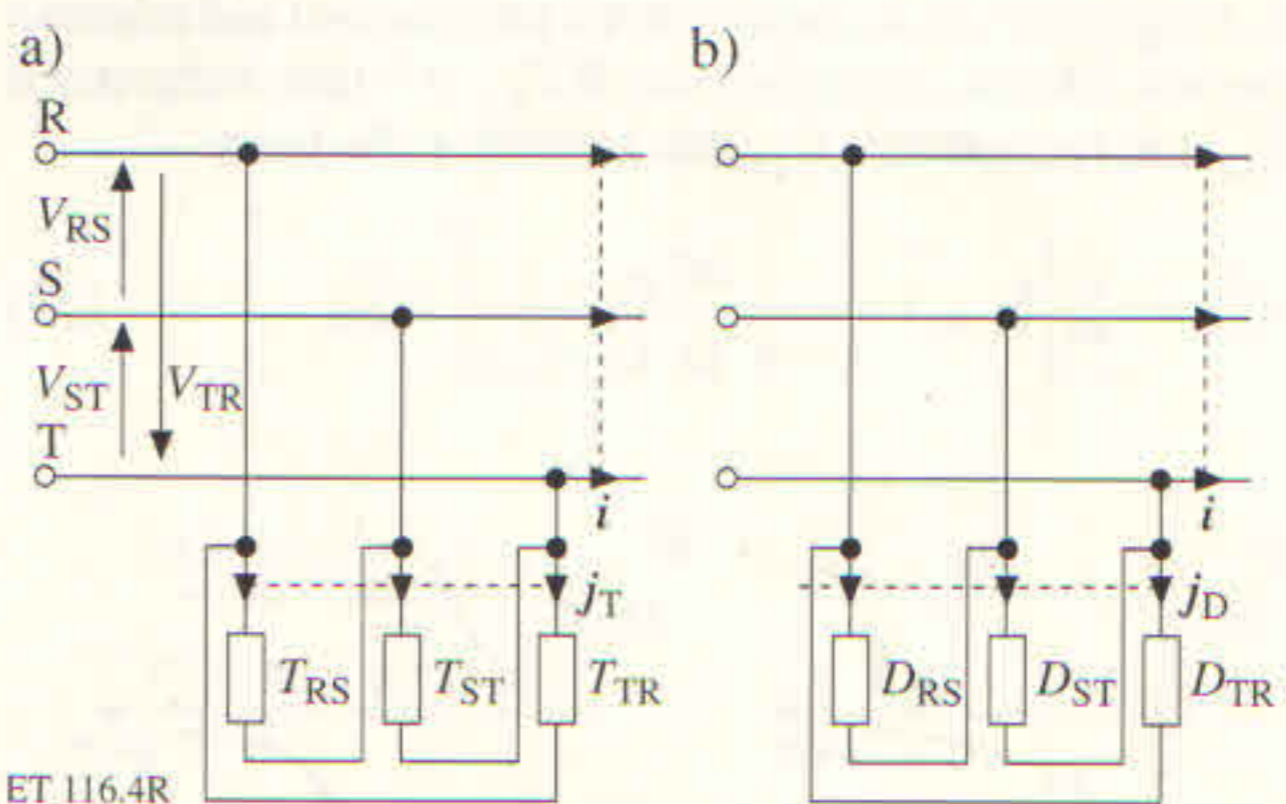 a)
b)
R
V_RS
S
V_ST
V_TR
T
i
i
j_T
j_D
T_RS
T_ST
T_TR
D_RS
D_ST
D_TR
ET 116.4R